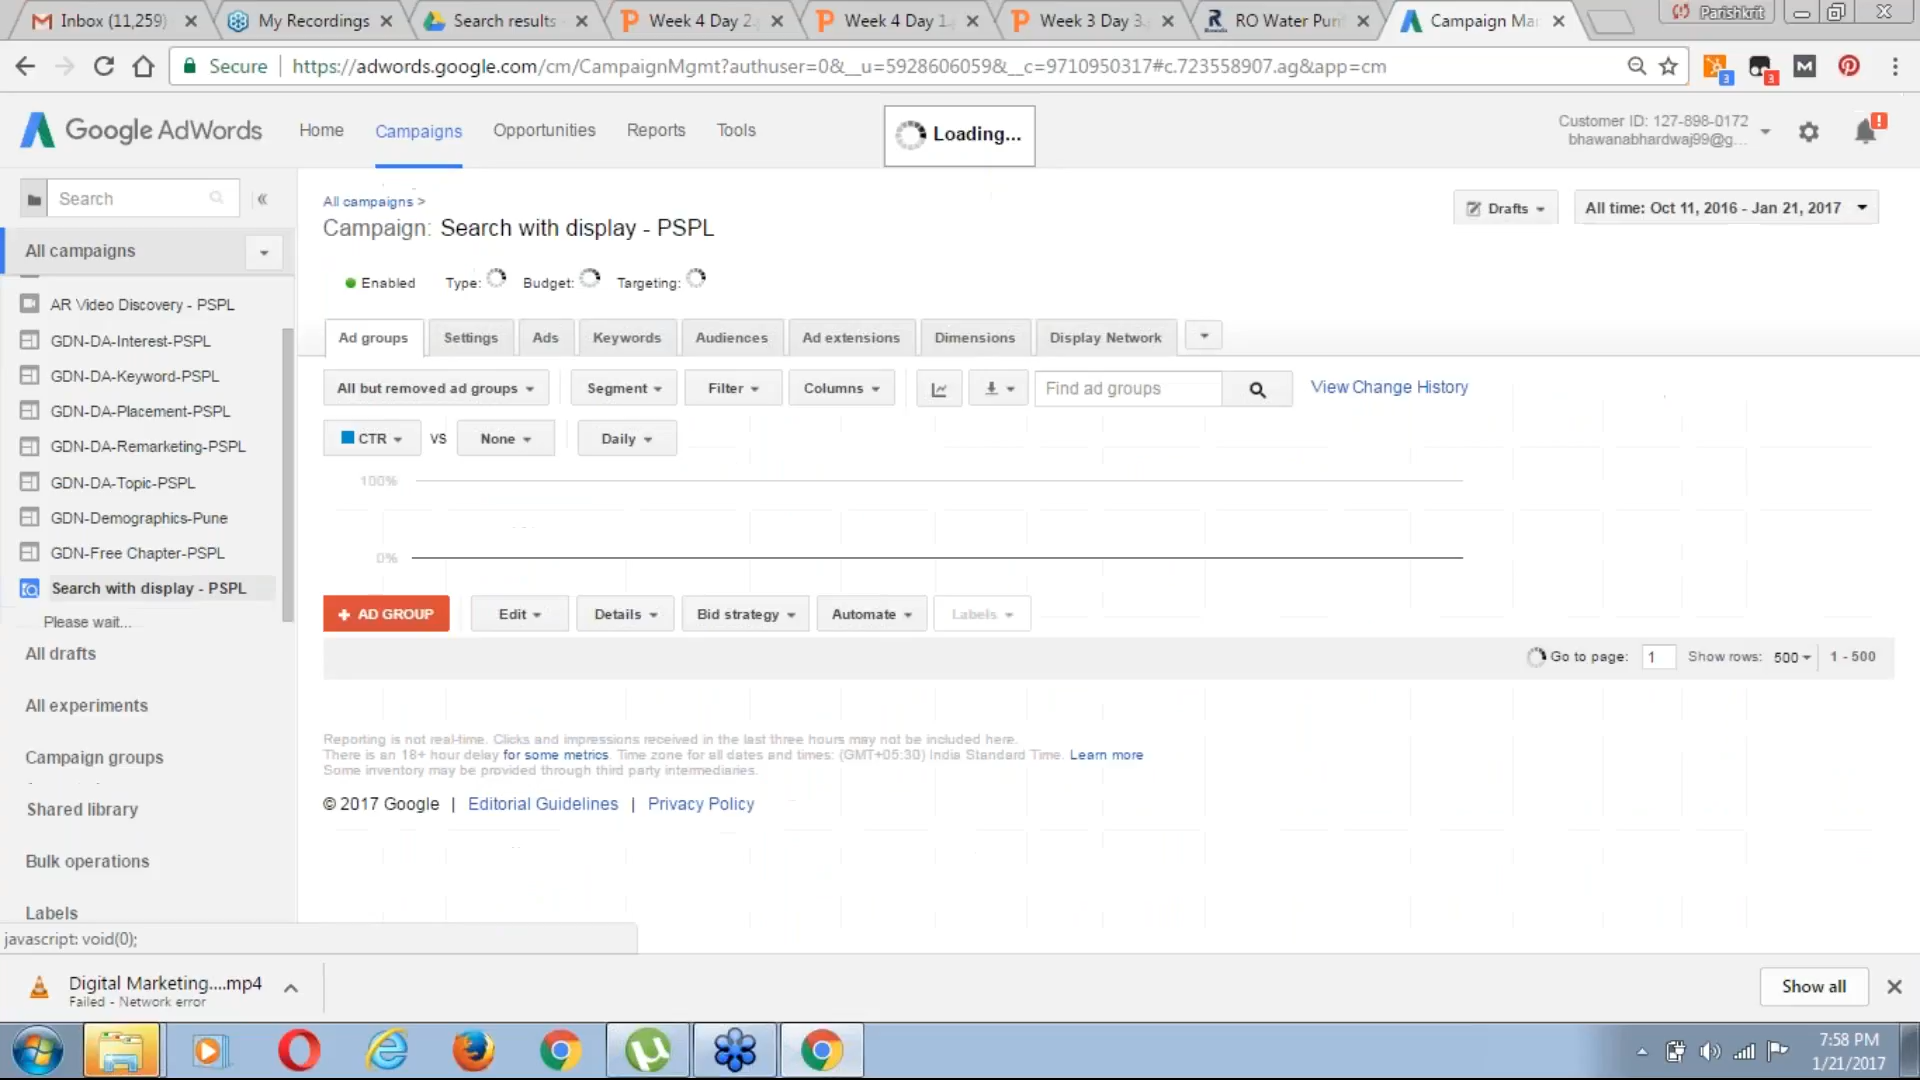 Inbox (11,259)
My Recordings
Search results
Week 4 Day 2
Week 4 Day 1
Week 3 Day 3
RO Water Puri
Campaign Ma
Parishkrit
Secure
https://adwords.google.com/cm/CampaignMgmt?authuser=0&__u=5928606059&__c=9710950317#c.723558907.ag&app=cm
3
3
Google AdWords
Home
Campaigns
Opportunities
Reports
Tools
Loading...
Customer ID: 127-898-0172
bhawanabhardwaj99@g...
Search
All campaigns
AR Video Discovery - PSPL
GDN-DA-Interest-PSPL
GDN-DA-Keyword-PSPL
GDN-DA-Placement-PSPL
GDN-DA-Remarketing-PSPL
GDN-DA-Topic-PSPL
GDN-Demographics-Pune
GDN-Free Chapter-PSPL
Search with display - PSPL
Please wait...
All drafts
All experiments
Campaign groups
Shared library
Bulk operations
Labels
All campaigns >
Campaign: Search with display - PSPL
Drafts
All time: Oct 11, 2016 - Jan 21, 2017
Enabled Type: Budget: Targeting:
Ad groups
Settings
Ads
Keywords
Audiences
Ad extensions
Dimensions
Display Network
All but removed ad groups
Segment
Filter
Columns
Find ad groups
View Change History
CTR VS None
Daily
100%
0%
+ AD GROUP
Edit
Details
Bid strategy
Automate
Labels
Go to page: 1 Show rows: 500 1 - 500
Reporting is not real-time. Clicks and impressions received in the last three hours may not be included here.
There is an 18+ hour delay for some metrics. Time zone for all dates and times: (GMT+05:30) India Standard Time. Learn more
Some inventory may be provided through third party intermediaries.
© 2017 Google | Editorial Guidelines | Privacy Policy
javascript: void(0);
Digital Marketing....mp4
Failed - Network error
Show all
7:58 PM
1/21/2017